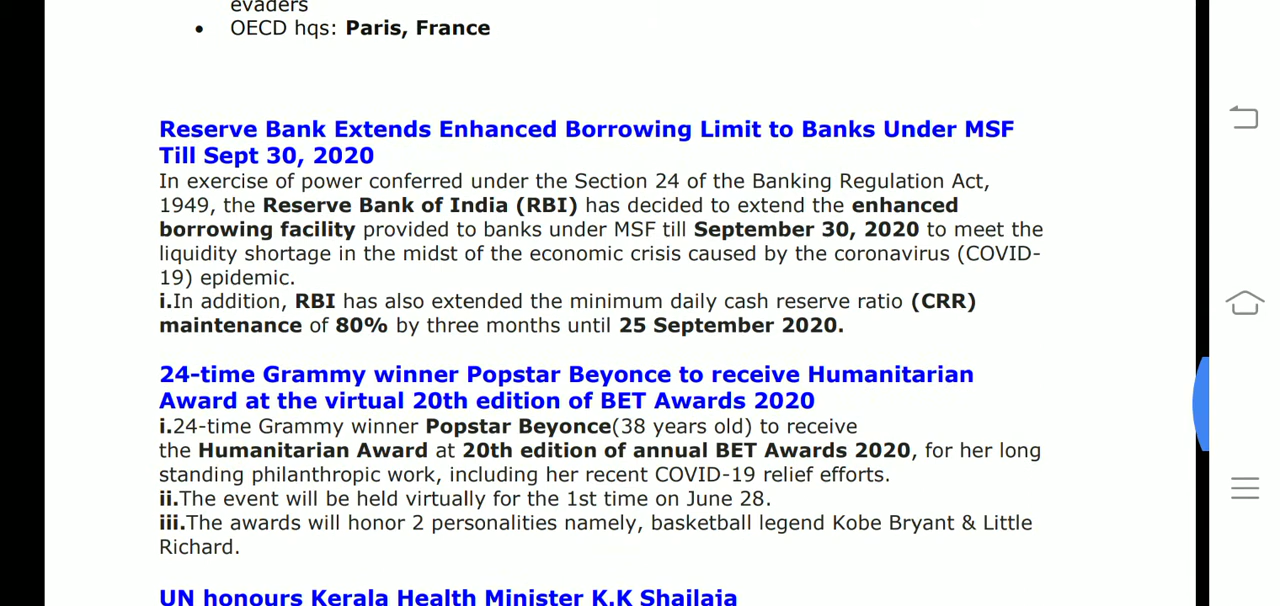 evaders
• OECD hqs: Paris, France
Reserve Bank Extends Enhanced Borrowing Limit to Banks Under MSF
Till Sept 30, 2020
In exercise of power conferred under the Section 24 of the Banking Regulation Act,
1949, the Reserve Bank of India (RBI) has decided to extend the enhanced
borrowing facility provided to banks under MSF till September 30, 2020 to meet the
liquidity shortage in the midst of the economic crisis caused by the coronavirus (COVID-
19) epidemic.
i.In addition, RBI has also extended the minimum daily cash reserve ratio (CRR)
maintenance of 80% by three months until 25 September 2020.
24-time Grammy winner Popstar Beyonce to receive Humanitarian
Award at the virtual 20th edition of BET Awards 2020
i.24-time Grammy winner Popstar Beyonce(38 years old) to receive
the Humanitarian Award at 20th edition of annual BET Awards 2020, for her long
standing philanthropic work, including her recent COVID-19 relief efforts.
ii.The event will be held virtually for the 1st time on June 28.
iii.The awards will honor 2 personalities namely, basketball legend Kobe Bryant & Little
Richard.
UN honours Kerala Health Minister K.K Shailaja